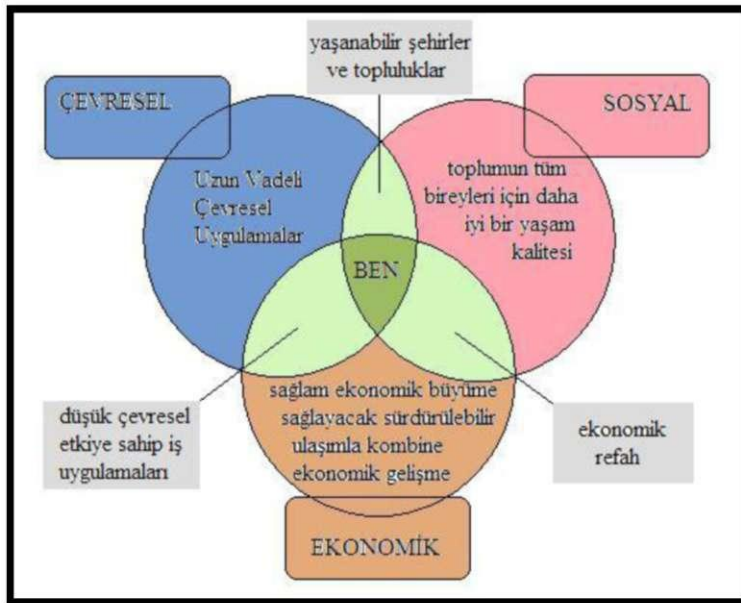 yaşanabilir şehirler
ve topluluklar
ÇEVRESEL
SOSYAL
Uzun Vadeli
Çevresel
Uygulamalar
toplumun tüm
bireyleri için daha
iyi bir yaşam
kalitesi
BEN
sağlam ekonomik büyüme
sağlayacak sürdürülebilir
ulaşımla kombine
ekonomik gelişme
düşük çevresel
etkiye sahip iş
uygulamaları
ekonomik
refah
EKONOMİK